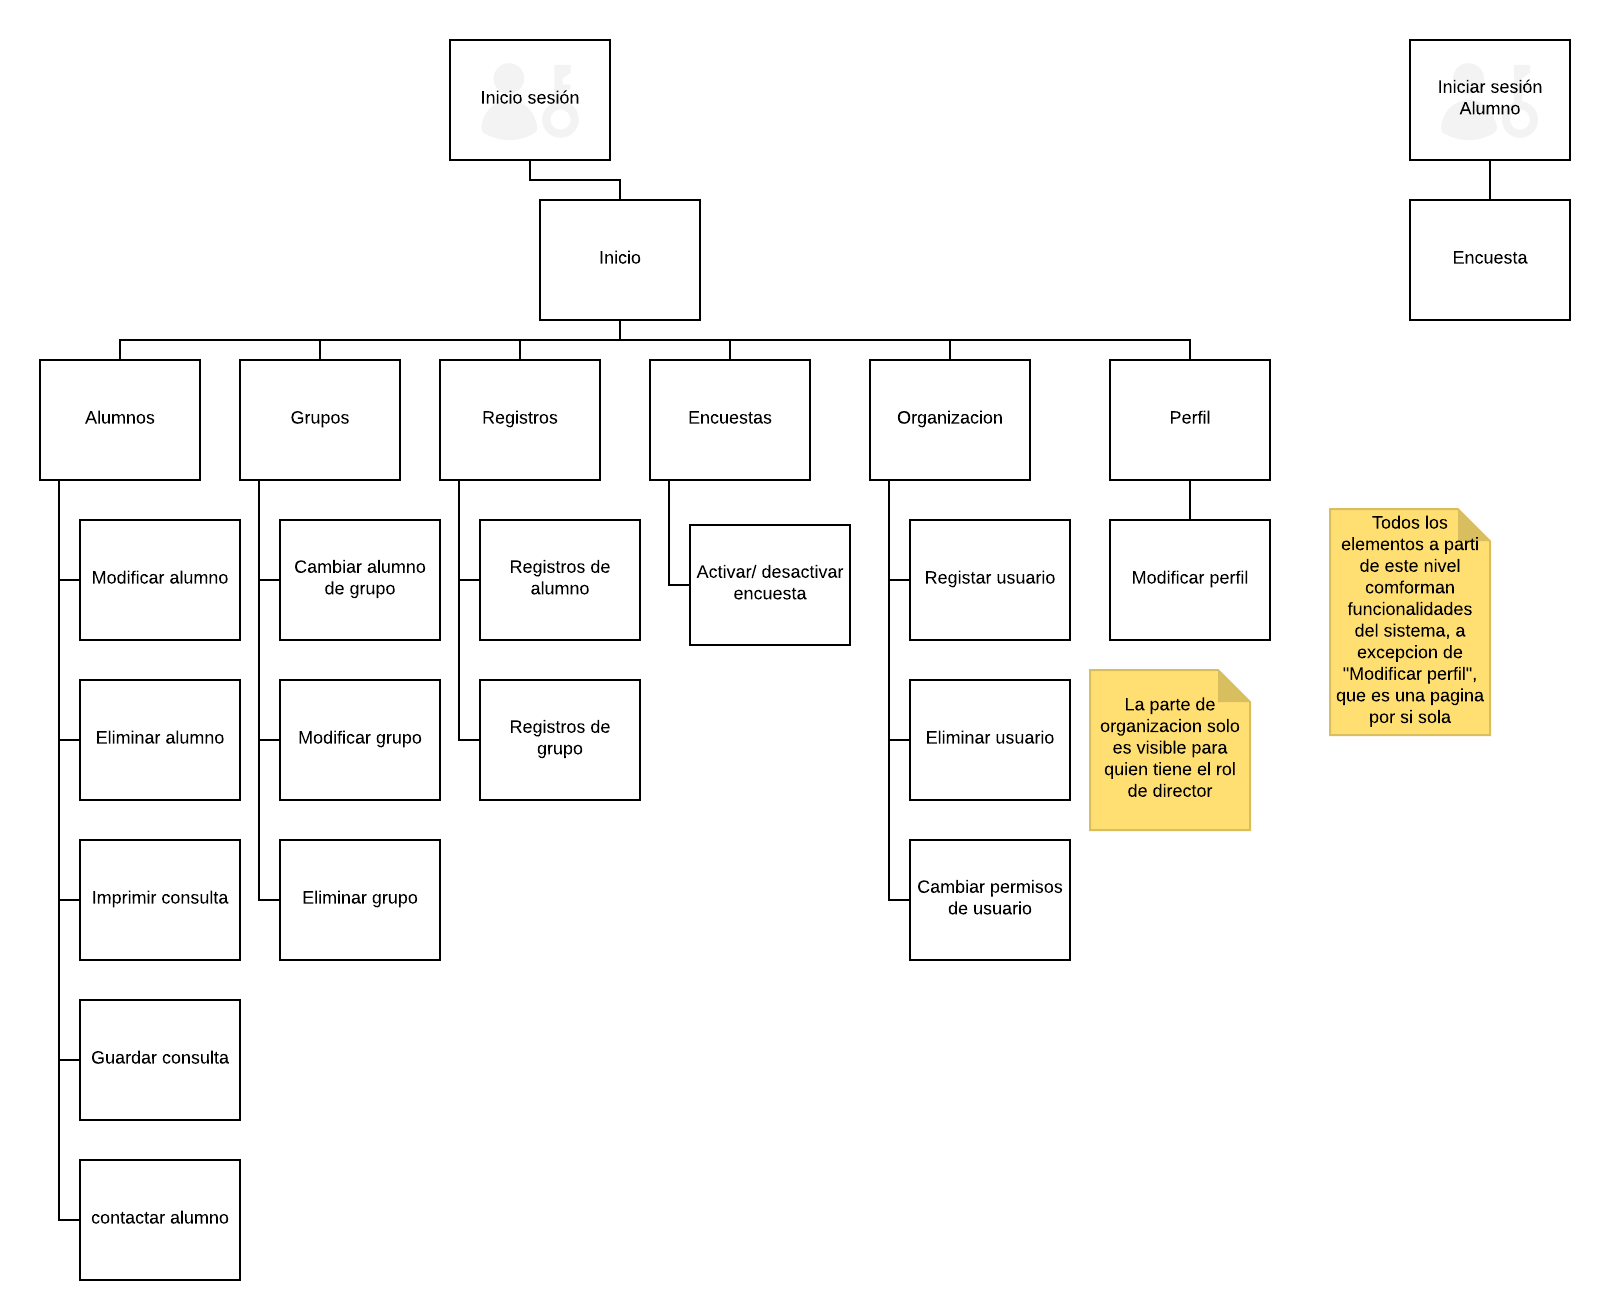 Inicio sesión
Iniciar sesión
Alumno
Inicio
Encuesta
Alumnos
Grupos
Registros
Encuestas
Organizacion
Perfil
Modificar alumno
Cambiar alumno
de grupo
Registros de
alumno
Activar/ desactivar
encuesta
Registar usuario
Modificar perfil
Todos los
elementos a parti
de este nivel
comforman
funcionalidades
del sistema, a
excepcion de
"Modificar perfil",
que es una pagina
por si sola
Eliminar alumno
Modificar grupo
Registros de
grupo
Eliminar usuario
La parte de
organizacion solo
es visible para
quien tiene el rol
de director
Imprimir consulta
Eliminar grupo
Cambiar permisos
de usuario
Guardar consulta
contactar alumno